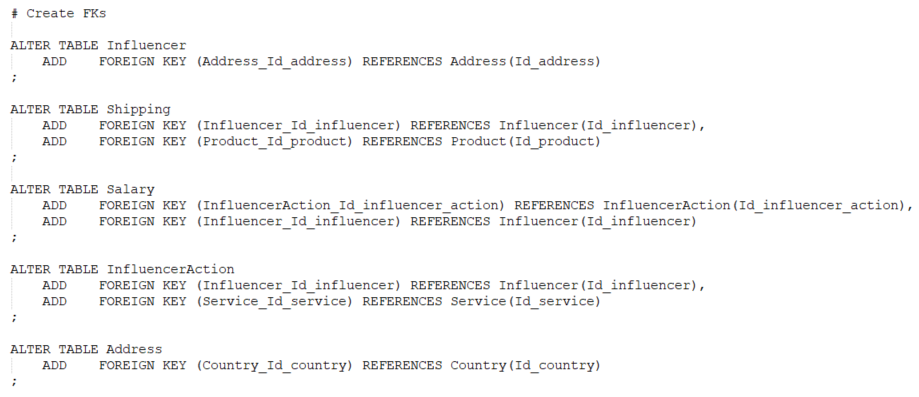 # Create FKs
ALTER TABLE Influencer
ADD FOREIGN KEY (Address_Id_address) REFERENCES Address(Id_address)
;
ALTER TABLE Shipping
ADD FOREIGN KEY (Influencer_Id_influencer) REFERENCES Influencer(Id_influencer),
ADD FOREIGN KEY (Product_Id_product) REFERENCES Product(Id_product)
;
ALTER TABLE Salary
ADD FOREIGN KEY (InfluencerAction_Id_influencer_action) REFERENCES InfluencerAction(Id_influencer_action),
ADD FOREIGN KEY (Influencer_Id_influencer) REFERENCES Influencer(Id_influencer)
;
ALTER TABLE InfluencerAction
ADD FOREIGN KEY (Influencer_Id_influencer) REFERENCES Influencer(Id_influencer),
ADD FOREIGN KEY (Service_Id_service) REFERENCES Service(Id_service)
;
ALTER TABLE Address
ADD FOREIGN KEY (Country_Id_country) REFERENCES Country(Id_country)
;